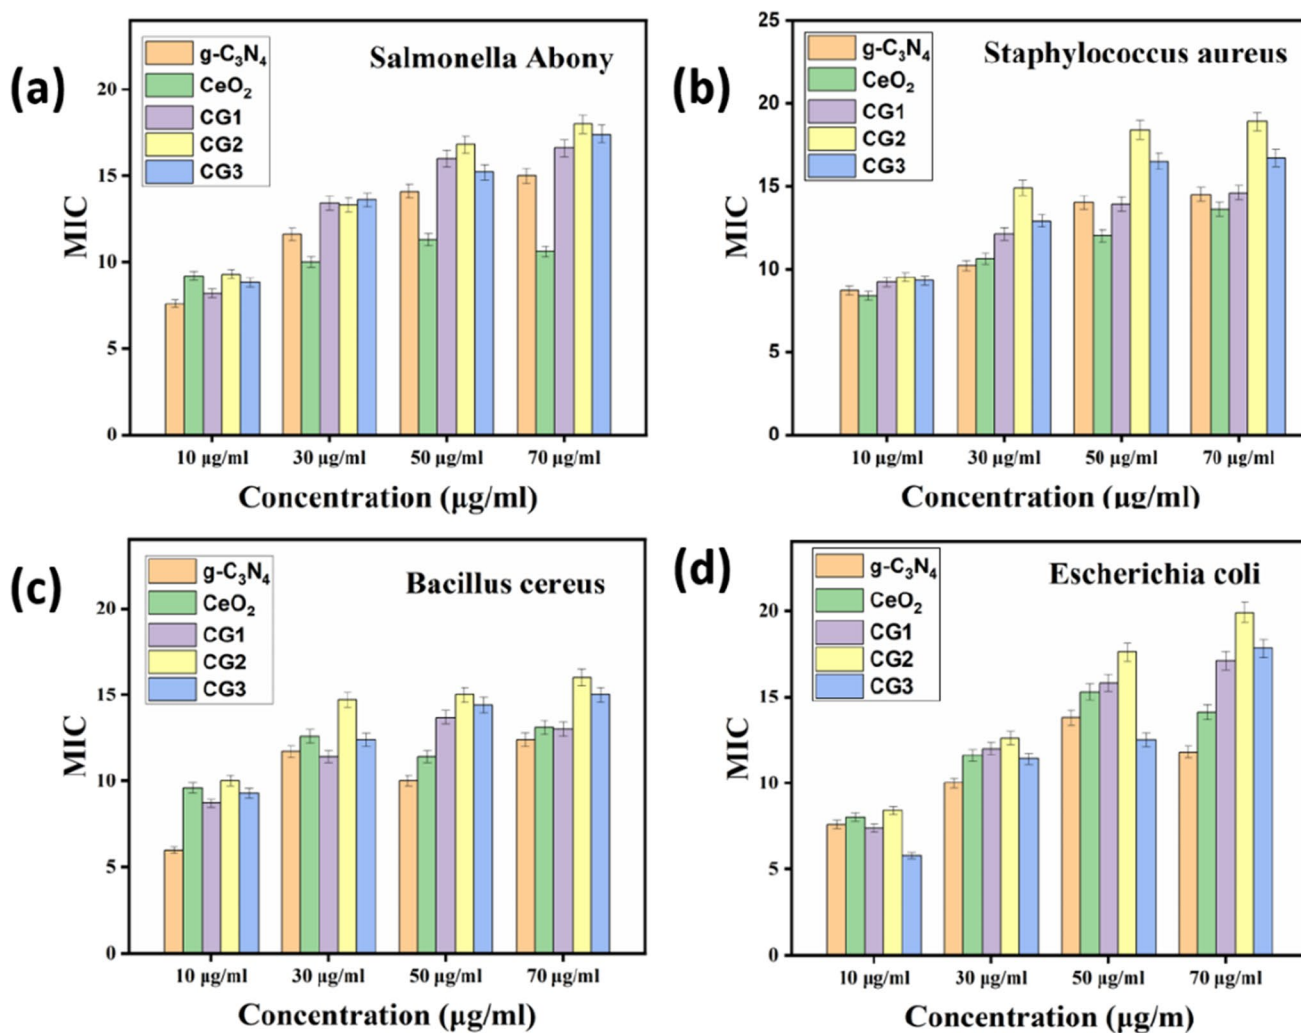 (a)
Salmonella Abony
g-C₃N₄
CeO₂
CG1
CG2
CG3
MIC
15
10
5
0
20
10 μg/ml 30 μg/ml 50 μg/ml 70 μg/ml
Concentration (μg/ml)
(b)
Staphylococcus aureus
g-C₃N₄
CeO₂
CG1
CG2
CG3
MIC
25
20
15
10
5
0
10 μg/ml 30 μg/ml 50 μg/ml 70 μg/ml
Concentration (μg/ml)
(c)
Bacillus cereus
g-C₃N₄
CeO₂
CG1
CG2
CG3
MIC
20
15
10
5
0
10 μg/ml 30 μg/ml 50 μg/ml 70 μg/ml
Concentration (μg/ml)
(d)
Escherichia coli
g-C₃N₄
CeO₂
CG1
CG2
CG3
MIC
20
15
10
5
0
10 μg/ml 30 μg/ml 50 μg/ml 70 μg/ml
Concentration (μg/m)